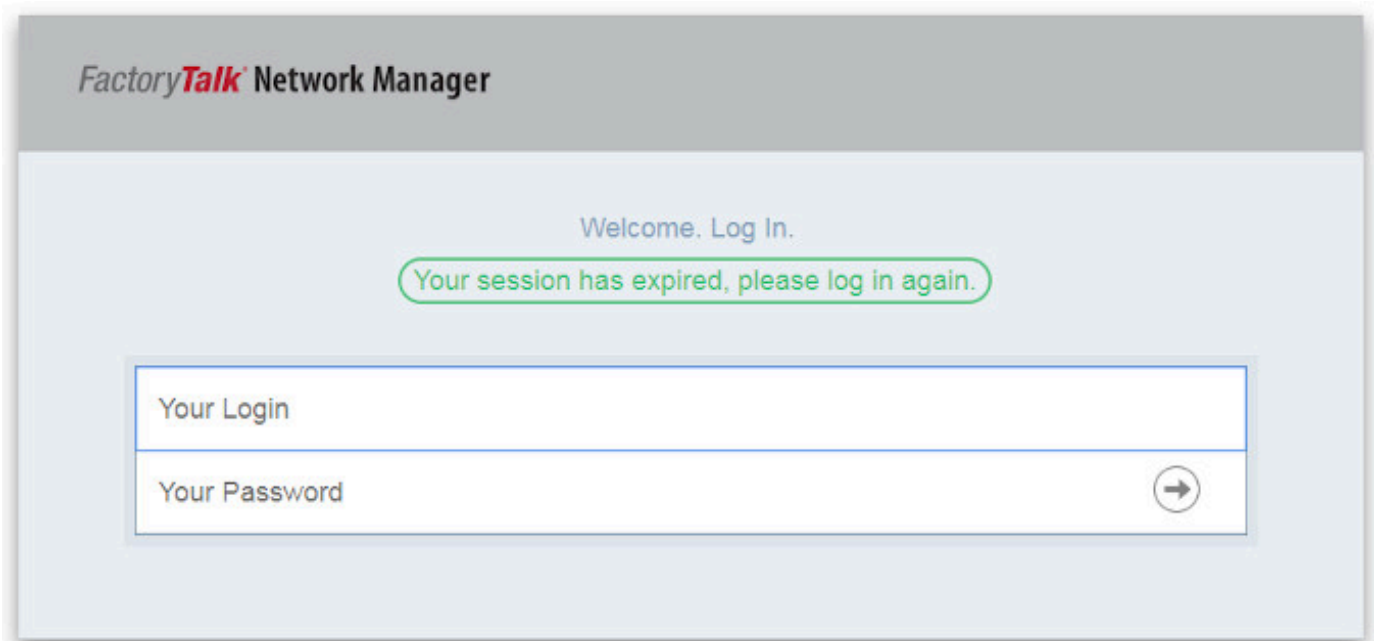 FactoryTalk® Network Manager
Welcome. Log In.
Your session has expired, please log in again.
Your Login
Your Password